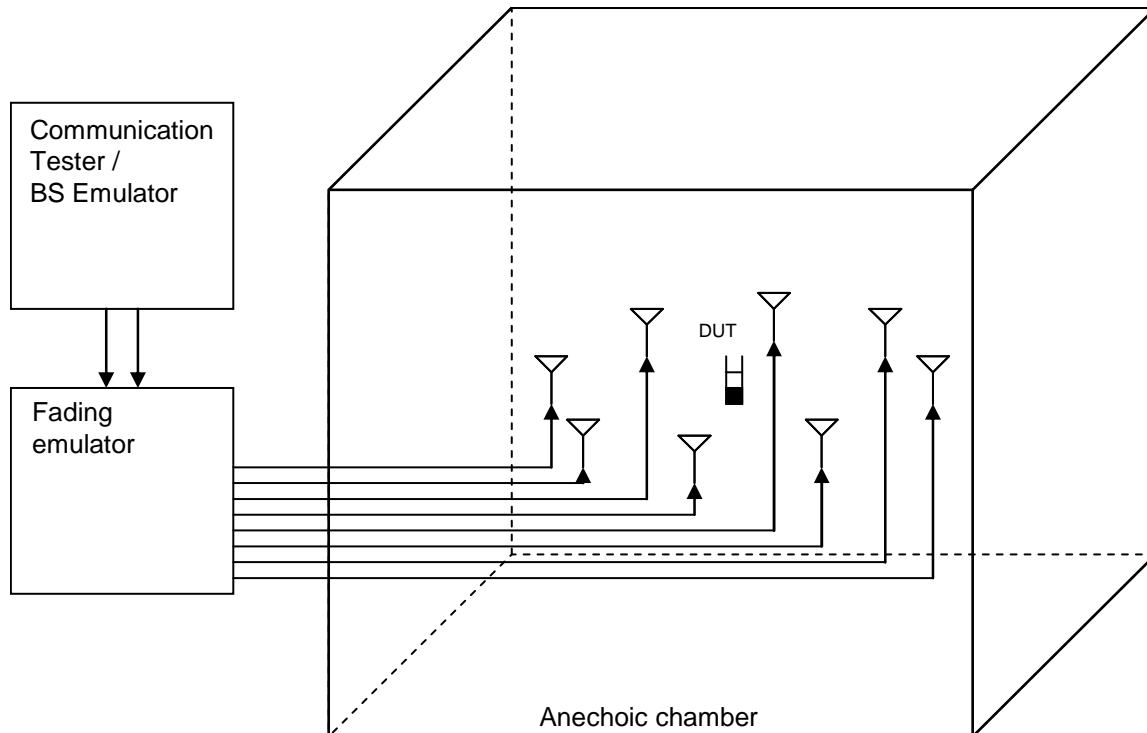 Communication
Tester /
BS Emulator
DUT
Fading
emulator
Anechoic chamber